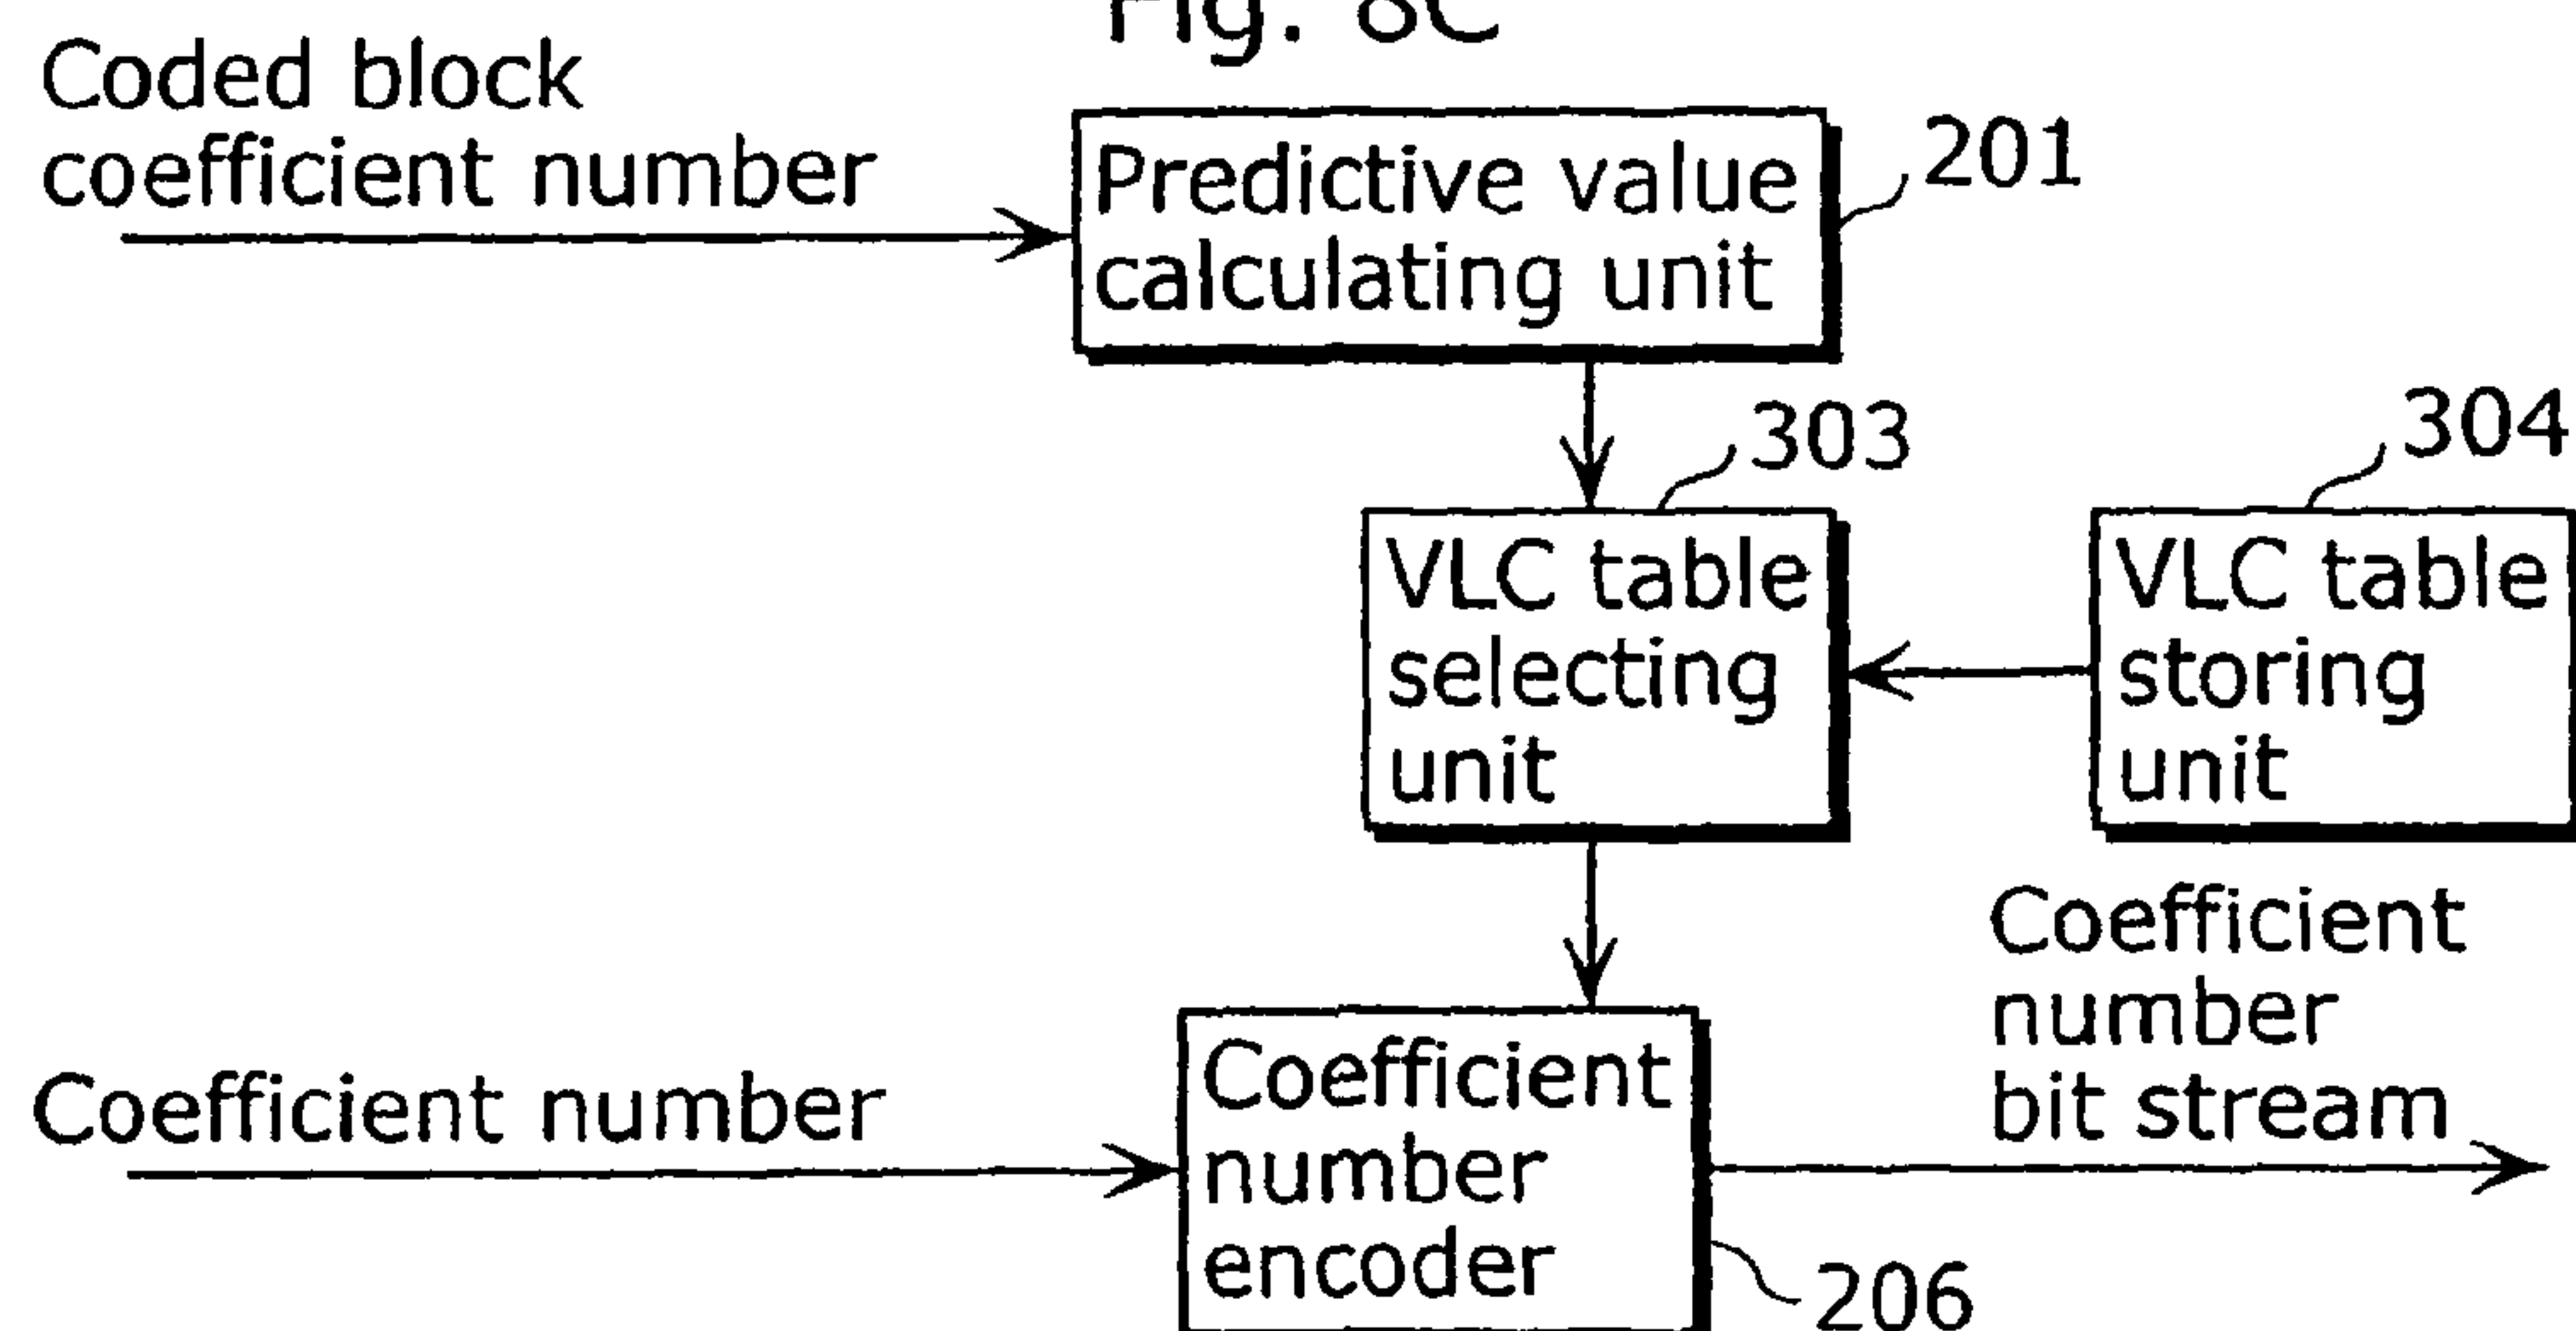 Fig. 8C
Coded block
coefficient number
Predictive value
calculating unit
201
303
304
VLC table
selecting
unit
VLC table
storing
unit
Coefficient
number
bit stream
Coefficient number
Coefficient
number
encoder
206